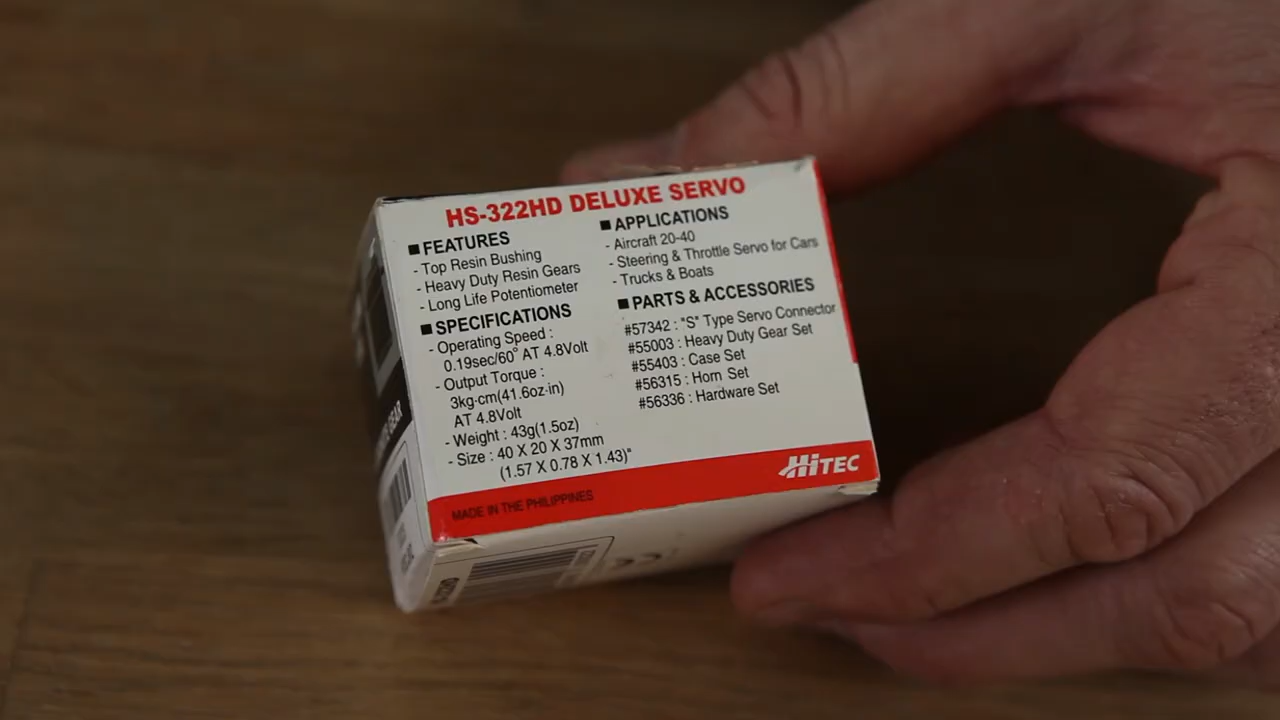 HS-322HD DELUXE SERVO
■ FEATURES
- Top Resin Bushing
- Heavy Duty Resin Gears
- Long Life Potentiometer
■ SPECIFICATIONS
- Operating Speed :
0.19sec/60° AT 4.8Volt
- Output Torque :
3kg·cm(41.6oz·in)
AT 4.8Volt
- Weight : 43g(1.5oz)
- Size : 40 X 20 X 37mm
(1.57 X 0.78 X 1.43)"
■ APPLICATIONS
- Aircraft 20-40
- Steering & Throttle Servo for Cars
- Trucks & Boats
■ PARTS & ACCESSORIES
#57342 : "S" Type Servo Connector
#55003 : Heavy Duty Gear Set
#55403 : Case Set
#56315 : Horn Set
#56336 : Hardware Set
MADE IN THE PHILIPPINES
HiTEC
CE